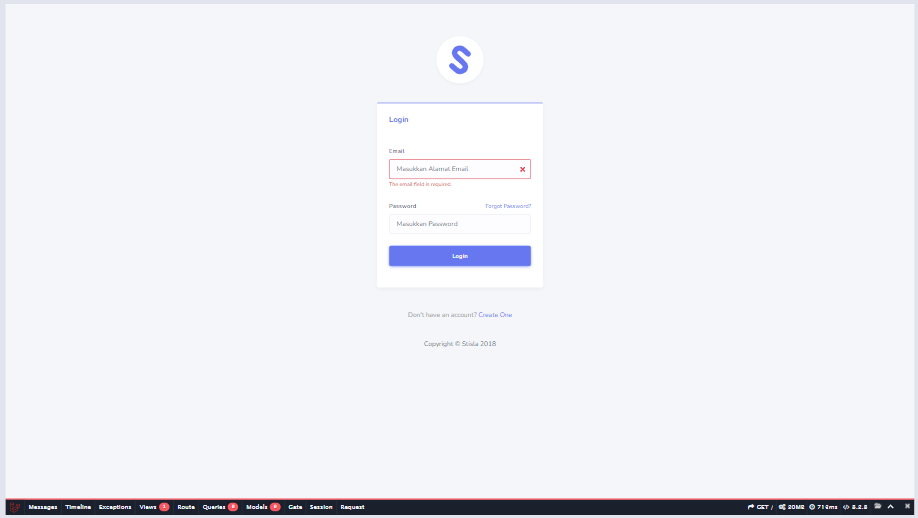 Login
Email
Masukkan Alamat Email
The email field is required.
Password Forgot Password?
Masukkan Password
Login
Don't have an account? Create One
Copyright © Stisla 2018
Messages Timeline Exceptions Views Route Queries Models Gate Session Request GET / 20MB 8.2.8